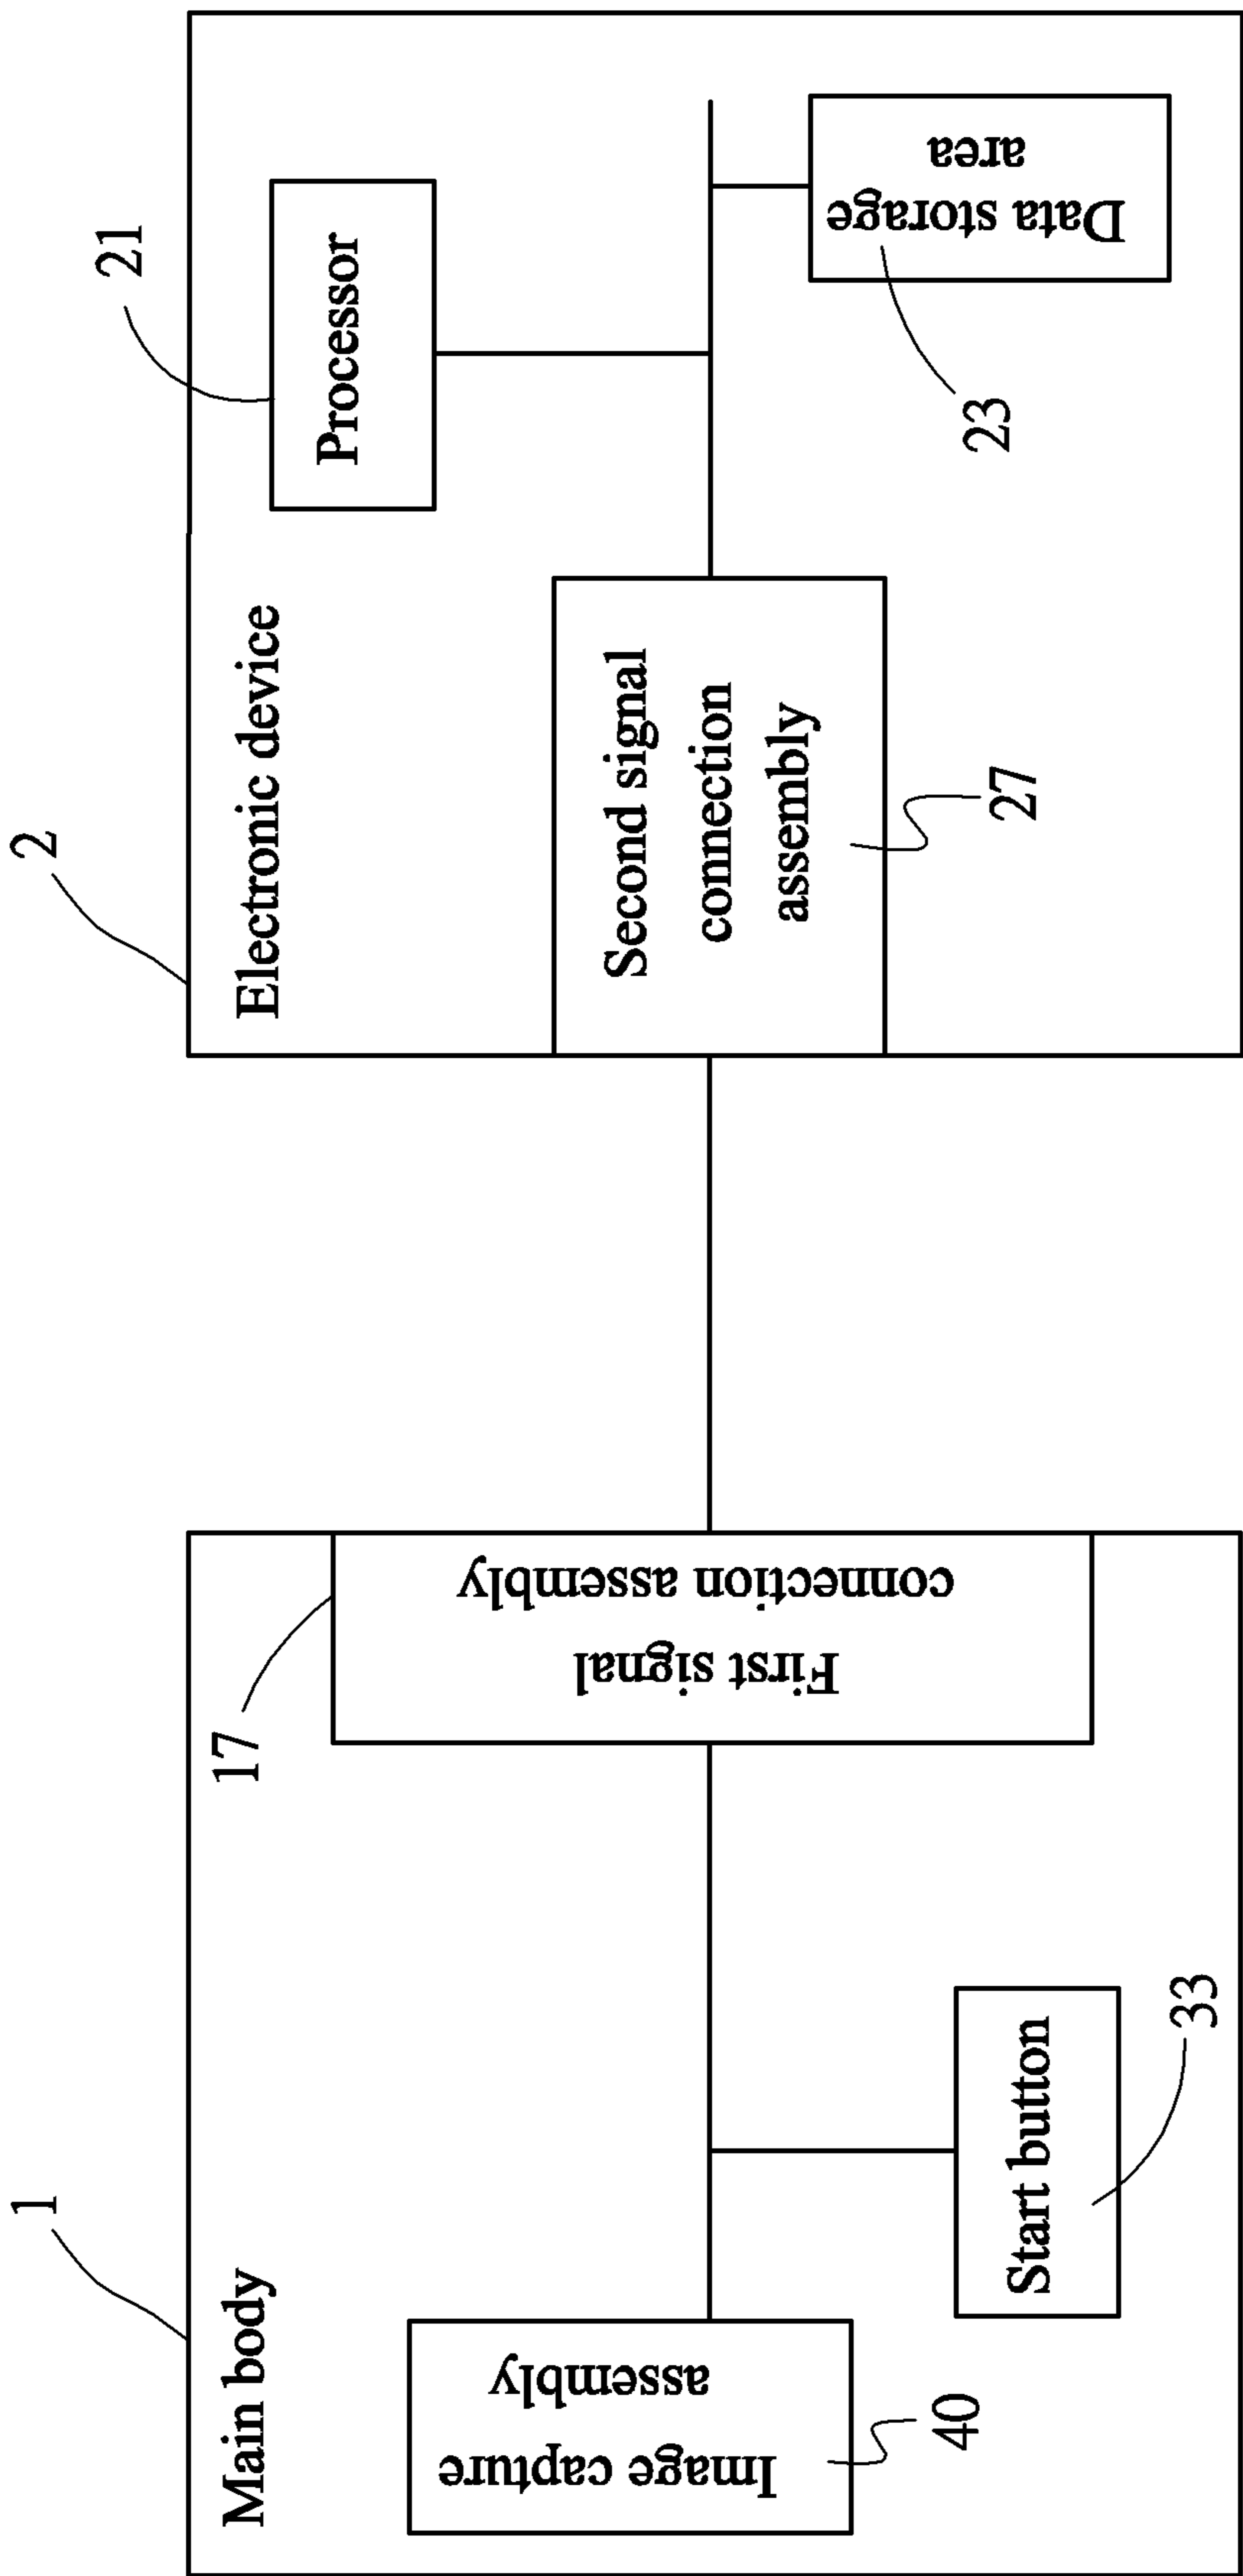 1
Main body
Image capture
assembly
40
Start button
33
17
First signal
connection assembly
2
Electronic device
Second signal
connection
assembly
27
21
Processor
Data storage
area
23